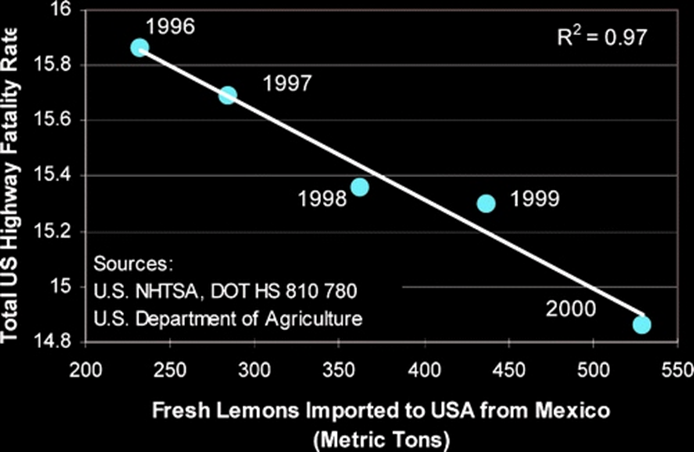 Total US Highway Fatality Rate
16
15.8
15.6
15.4
15.2
15
14.8
1996
R² = 0.97
1997
1998
1999
2000
Sources:
U.S. NHTSA, DOT HS 810 780
U.S. Department of Agriculture
200 250 300 350 400 450 500 550
Fresh Lemons Imported to USA from Mexico
(Metric Tons)